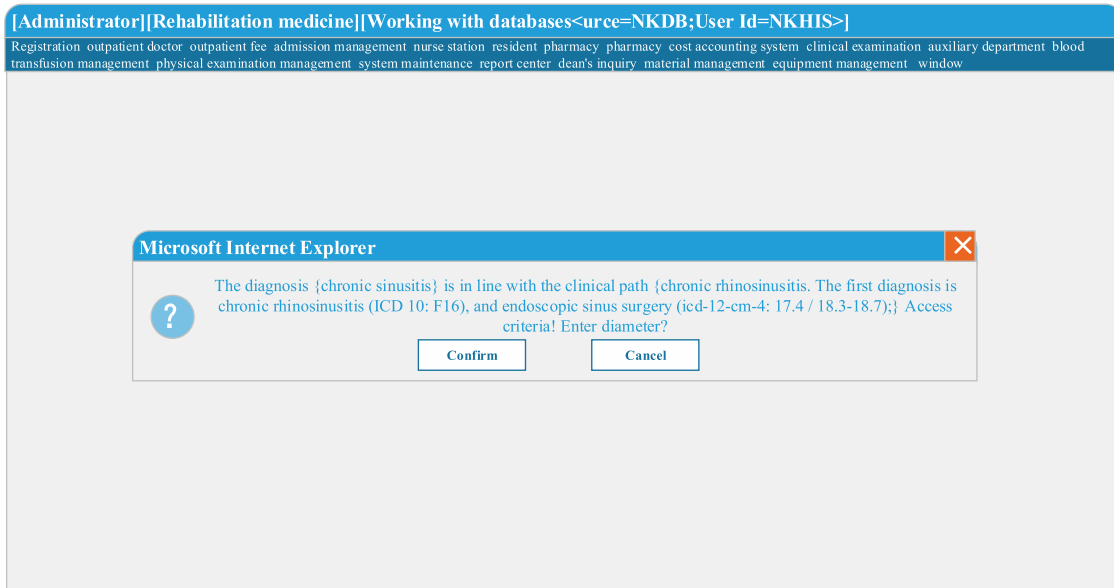 [Administrator][Rehabilitation medicine][Working with databases<urce=NKDB;User Id=NKHIS>]
Registration outpatient doctor outpatient fee admission management nurse station resident pharmacy pharmacy cost accounting system clinical examination auxiliary department blood
transfusion management physical examination management system maintenance report center dean's inquiry material management equipment management window
Microsoft Internet Explorer
The diagnosis {chronic sinusitis} is in line with the clinical path {chronic rhinosinusitis. The first diagnosis is
?
chronic rhinosinusitis (ICD 10: F16), and endoscopic sinus surgery (icd-12-cm-4: 17.4 / 18.3-18.7);} Access
criteria! Enter diameter?
Confirm Cancel